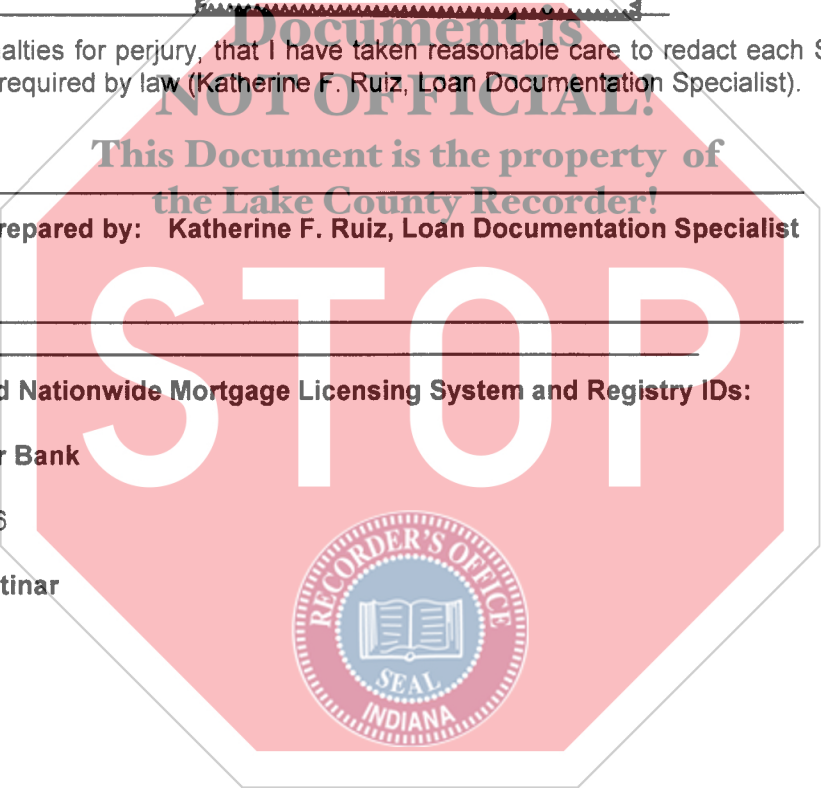 Document is
alties for perjury, that I have taken reasonable care to redact each S
required by law (Katherine F. Ruiz, Loan Documentation Specialist).
NOT OFFICIAL!
This Document is the property of
the Lake County Recorder!
repared by: Katherine F. Ruiz, Loan Documentation Specialist
STOP
d Nationwide Mortgage Licensing System and Registry IDs:
r Bank
6
tinar
RECORDER'S OFFICE
SEAL
INDIANA